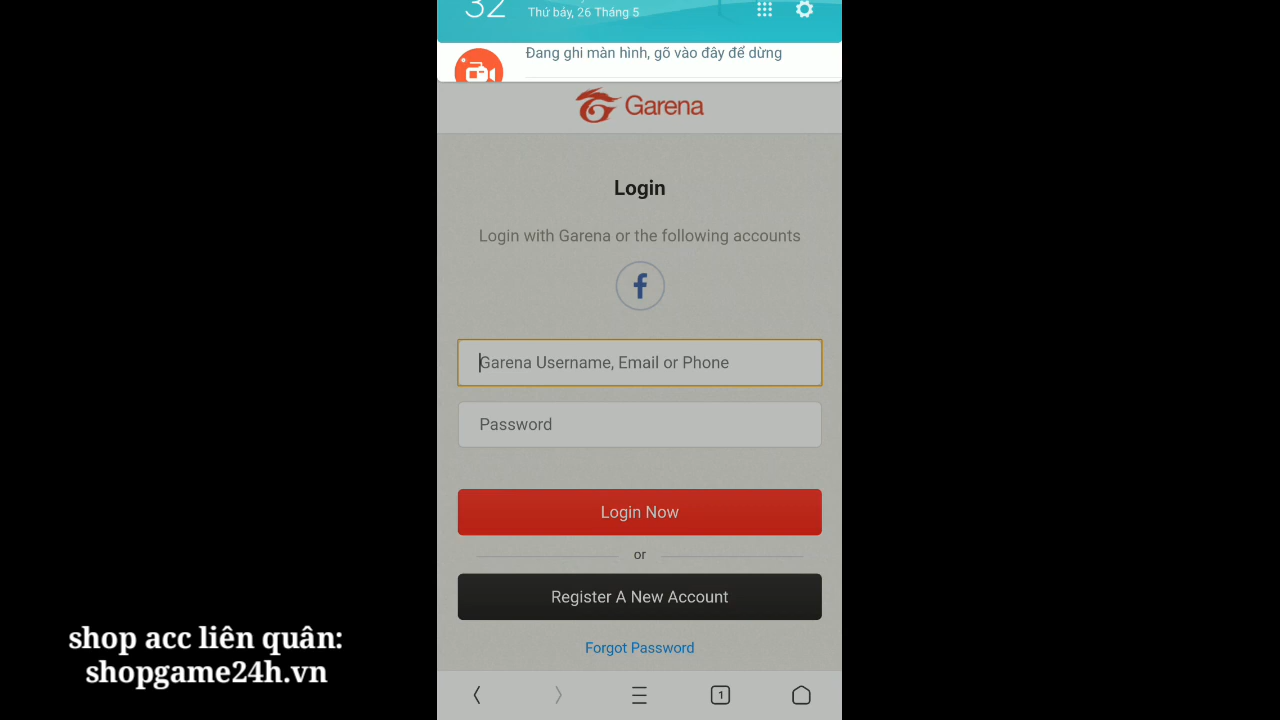 32
Thứ bảy, 26 Tháng 5
Đang ghi màn hình, gõ vào đây để dừng
Garena
Login
Login with Garena or the following accounts
f
Garena Username, Email or Phone
Password
Login Now
or
Register A New Account
Forgot Password
shop acc liên quân:
shopgame24h.vn
1